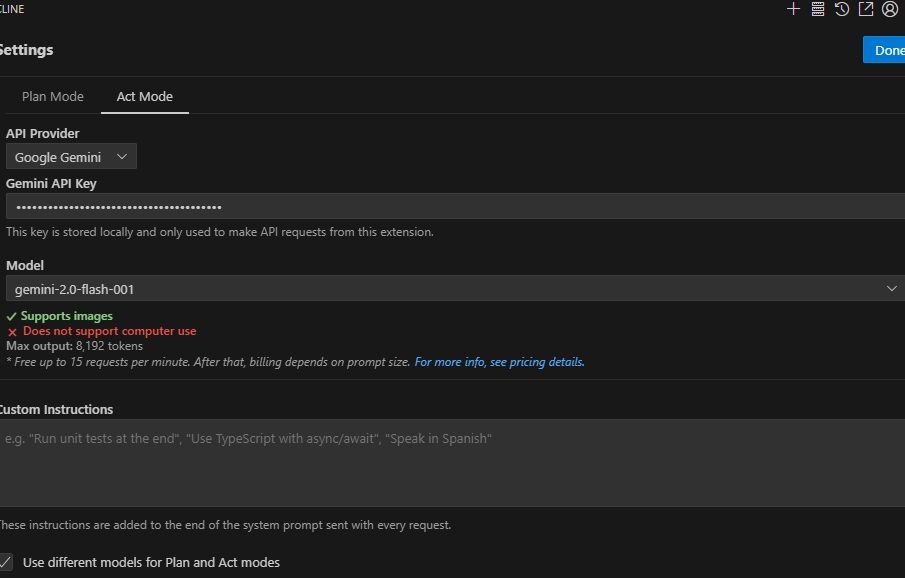 CLINE
Settings
Done
Plan Mode Act Mode
API Provider
Google Gemini
Gemini API Key
••••••••••••••••••••••••••••••••••••••
This key is stored locally and only used to make API requests from this extension.
Model
gemini-2.0-flash-001
Supports images
Does not support computer use
Max output: 8,192 tokens
* Free up to 15 requests per minute. After that, billing depends on prompt size. For more info, see pricing details.
Custom Instructions
e.g. "Run unit tests at the end", "Use TypeScript with async/await", "Speak in Spanish"
These instructions are added to the end of the system prompt sent with every request.
Use different models for Plan and Act modes